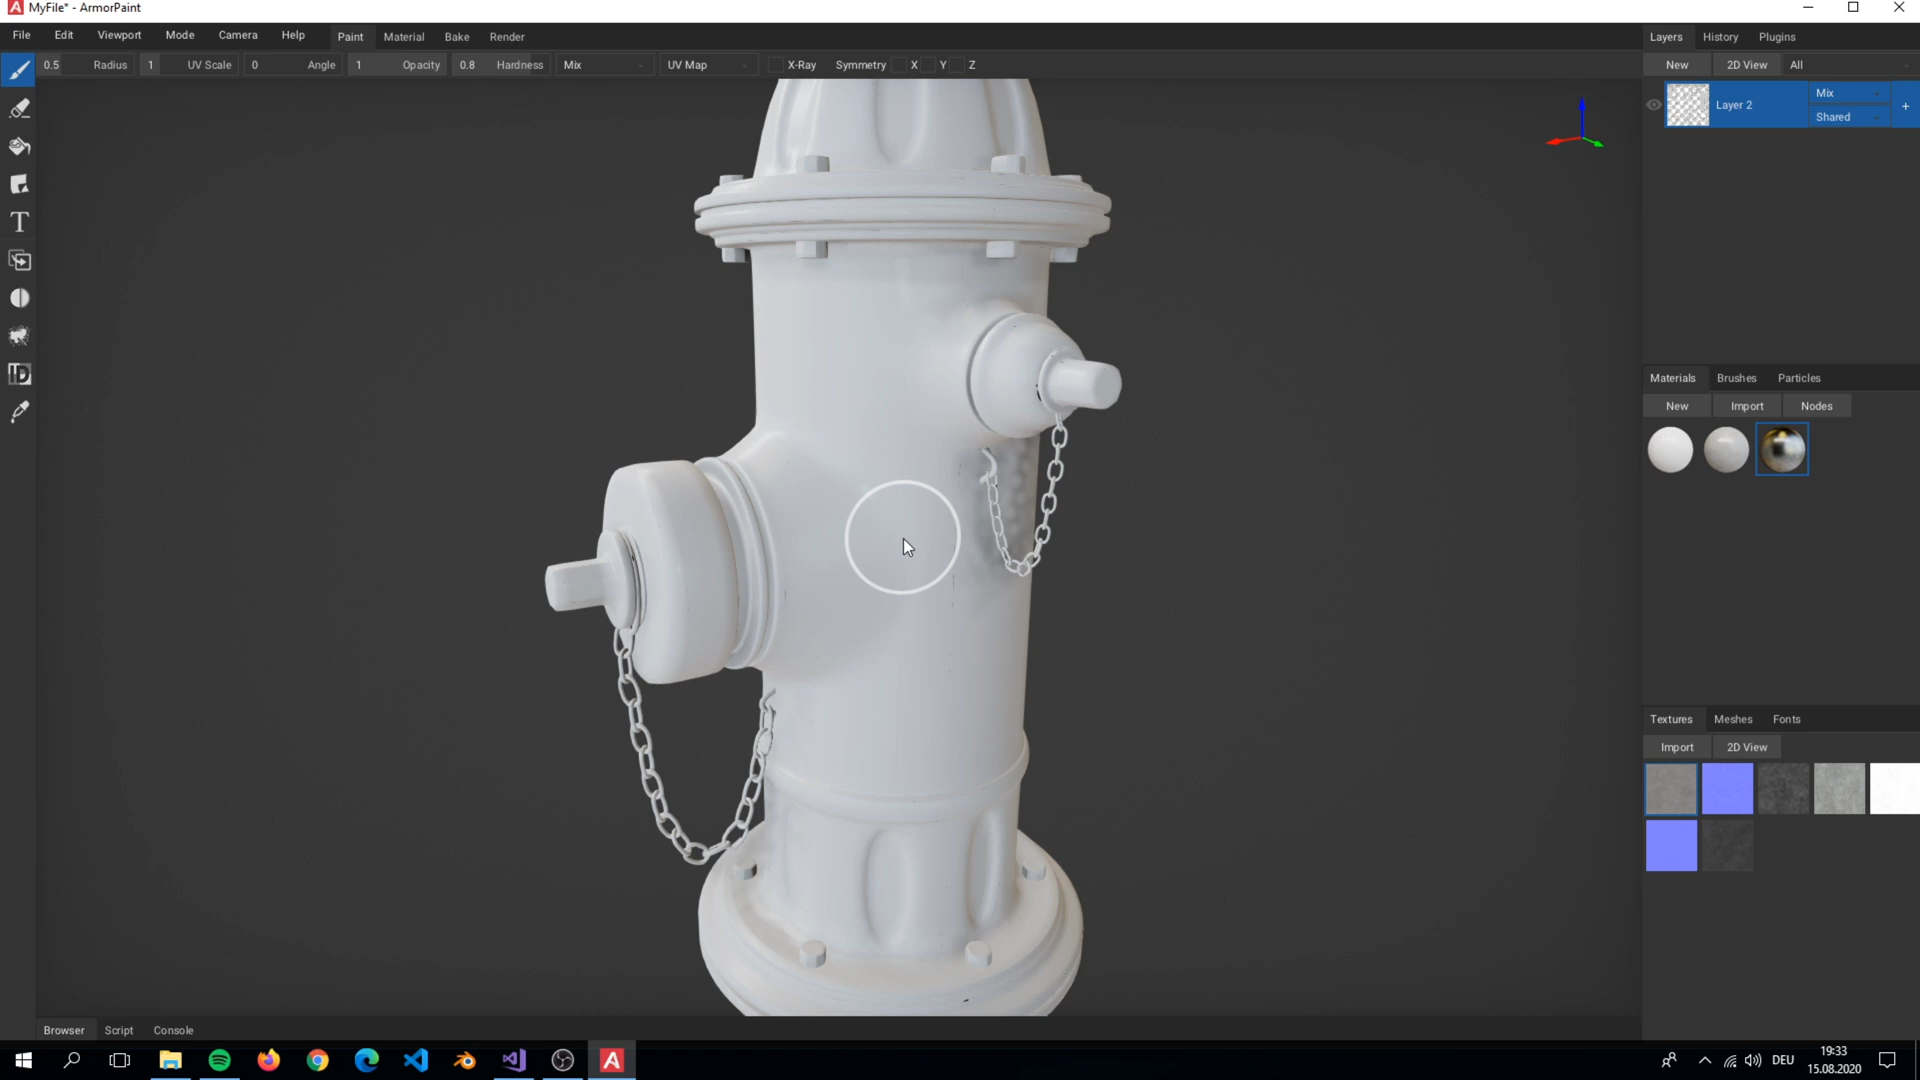 MyFile* - ArmorPaint
File Edit Viewport Mode Camera Help Paint Material Bake Render
0.5 Radius 1 UV Scale 0 Angle 1 Opacity 0.8 Hardness Mix UV Map X-Ray Symmetry X Y Z
Layers History Plugins
New 2D View All
Layer 2
Mix
Shared
+
T
ID
Materials Brushes Particles
New Import Nodes
Textures Meshes Fonts
Import 2D View
Browser Script Console
DEU
19:33
15.08.2020